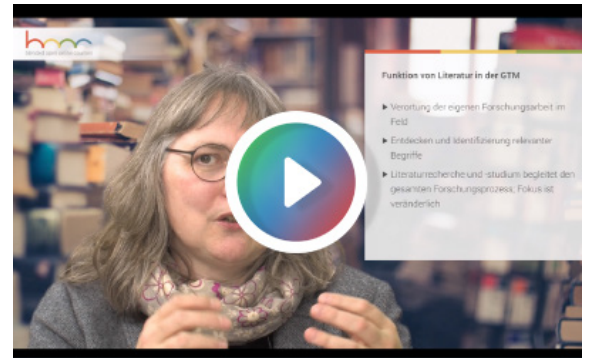 Funktion von Literatur in der GTM
▶ Verortung der eigenen Forschungsarbeit im
Feld
▶ Entdecken und Identifizierung relevanter
Begriffe
▶ Literaturrecherche und -studium begleitet den
gesamten Forschungsprozess; Fokus ist
veränderlich